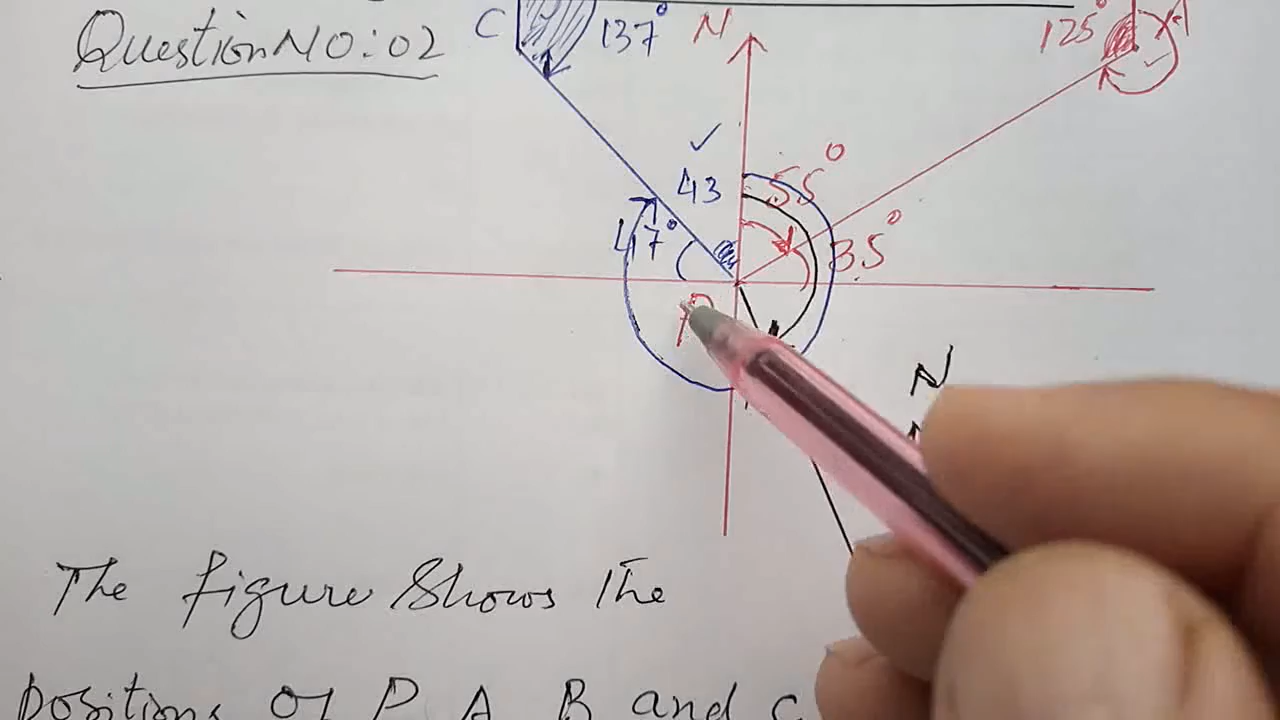 Question NO: 02
C 137° N 125° A
43 55°
47° 35°
P
N
The figure Shows The
positions of P A B and C